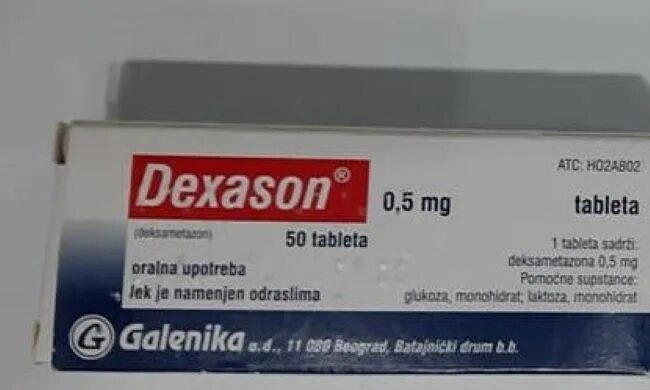 ATC: H02AB02
Dexason® 0,5 mg tableta
(deksametazon) 50 tableta
1 tableta sadrži:
deksametazona 0,5 mg
oralna upotreba
Pomoćne supstance:
lek je namenjen odraslima
glukoza, monohidrat; laktoza, monohidrat
G Galenika a.d., 11 080 Beograd, Batajnički drum b.b.